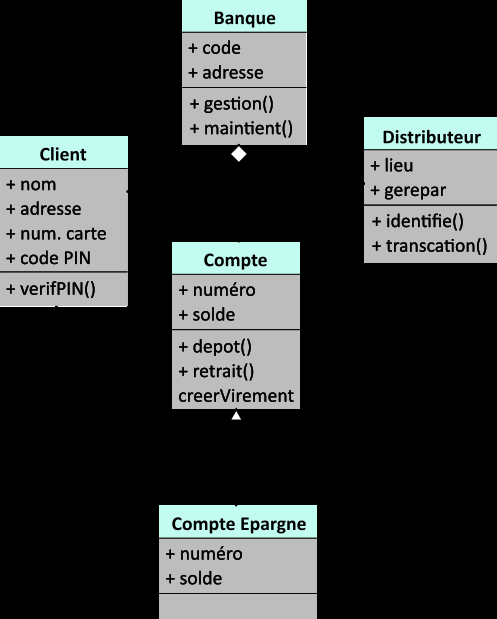 Banque
+ code
+ adresse
+ gestion()
+ maintient()
Distributeur
+ lieu
+ gerepar
+ identifie()
+ transcation()
Client
+ nom
+ adresse
+ num. carte
+ code PIN
+ verifPIN()
Compte
+ numéro
+ solde
+ depot()
+ retrait()
creerVirement
Compte Epargne
+ numéro
+ solde